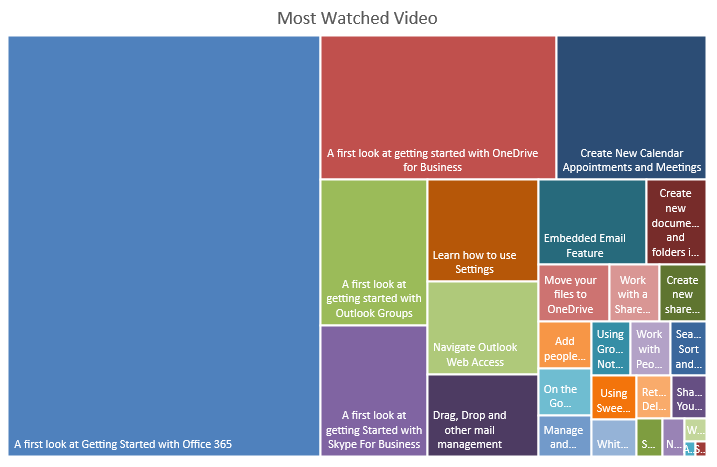 Most Watched Video
A first look at Getting Started with Office 365
A first look at getting started with OneDrive
for Business
Create New Calendar
Appointments and Meetings
A first look at
getting started with
Outlook Groups
A first look at
getting started with
Skype For Business
Learn how to use
Settings
Navigate Outlook
Web Access
Drag, Drop and
other mail
management
Embedded Email
Feature
Create
new
docume...
and
folders i...
Move your
files to
OneDrive
Work
with a
Share...
Create
new
share...
Add
people...
On the
Go...
Manage
and...
Using
Gro...
Not...
Work
with
Peo...
Sea...
Sort
and...
Using
Swee...
Ret...
Del...
Sha...
You...
Whit...
S...
N...
W...
A...
S...